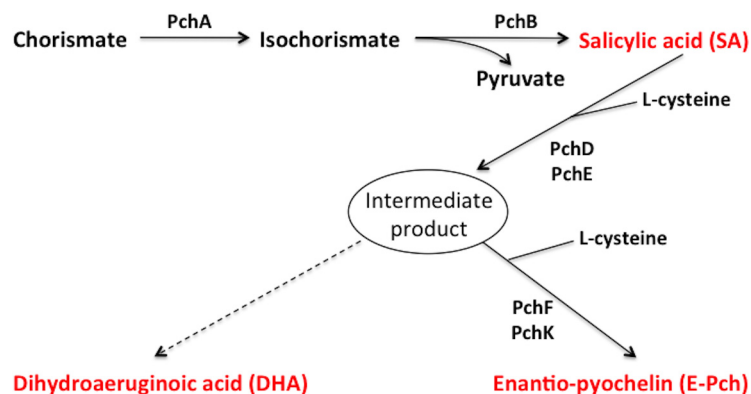 PchA
PchB
Chorismate
Isochorismate
Salicylic acid (SA)
Pyruvate
L-cysteine
PchD
PchE
Intermediate
product
L-cysteine
PchF
PchK
Dihydroaeruginoic acid (DHA)
Enantio-pyochelin (E-Pch)